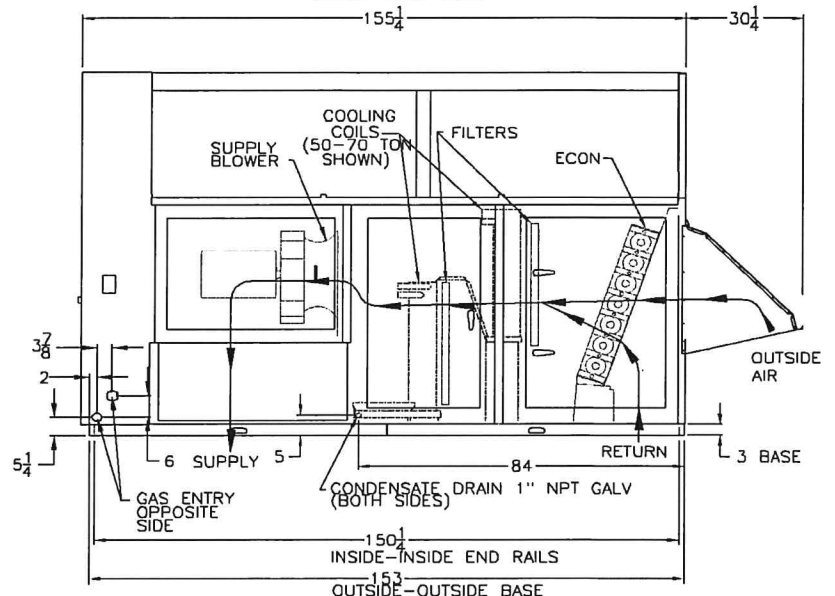 155 1/4
30 1/4
COOLING
COILS
(50-70 TON
SHOWN)
FILTERS
SUPPLY
BLOWER
ECON
3 7/8
2
OUTSIDE
AIR
5 1/4
6
SUPPLY
5
RETURN
3 BASE
84
GAS ENTRY
OPPOSITE
SIDE
CONDENSATE DRAIN 1" NPT GALV
(BOTH SIDES)
150 1/4
INSIDE-INSIDE END RAILS
153
OUTSIDE-OUTSIDE BASE